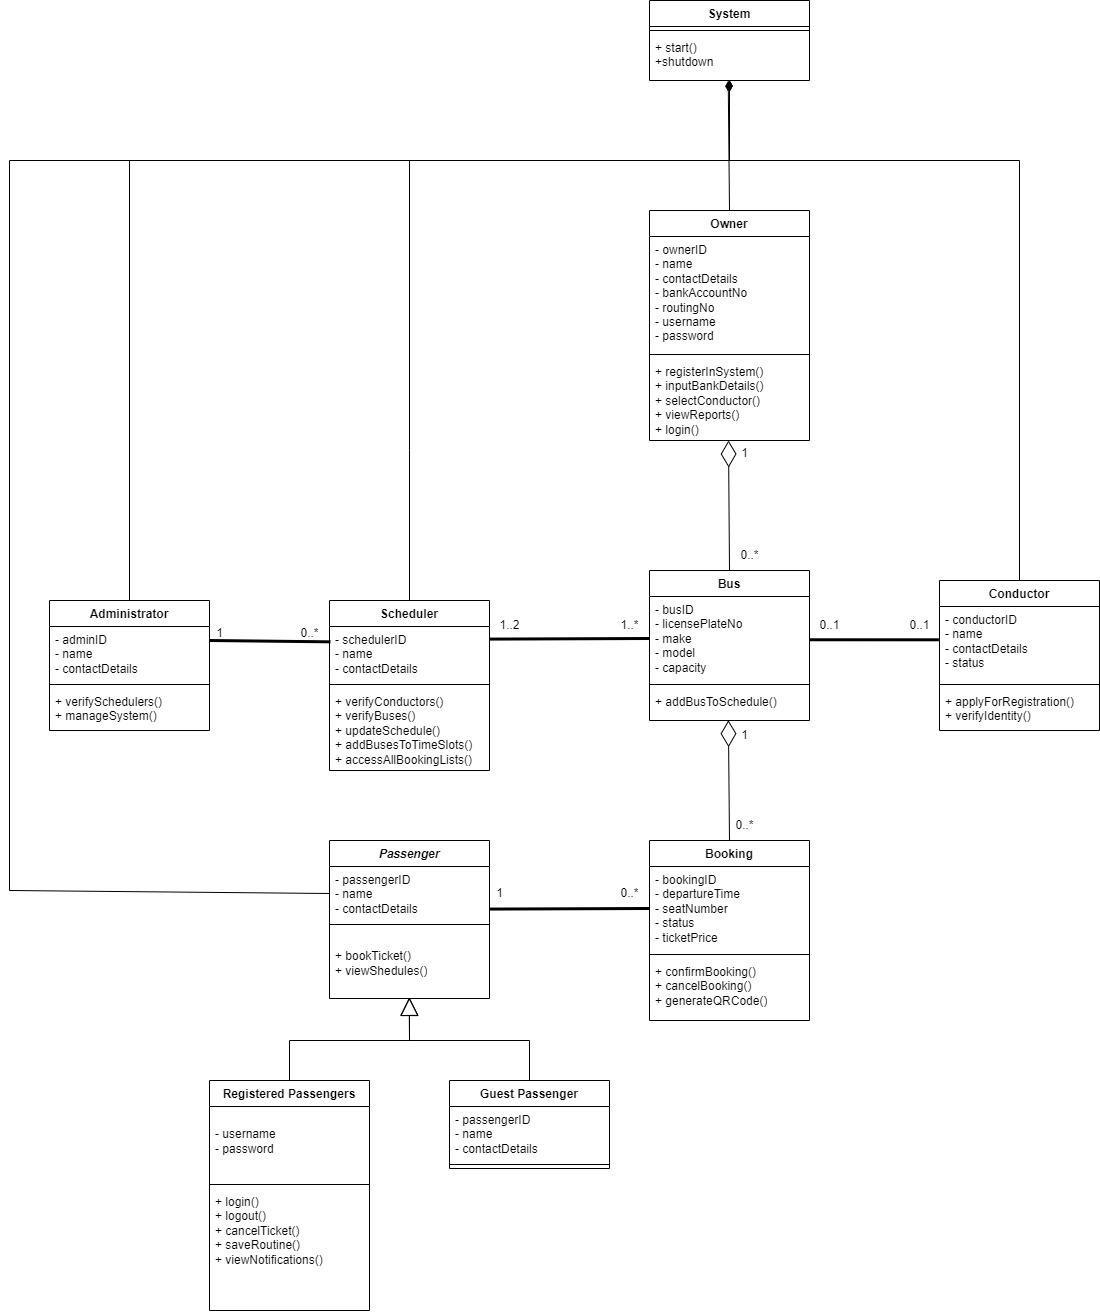 System
+ start()
+shutdown
Owner
- ownerID
- name
- contactDetails
- bankAccountNo
- routingNo
- username
- password
+ registerInSystem()
+ inputBankDetails()
+ selectConductor()
+ viewReports()
+ login()
1
0..*
Administrator
- adminID
- name
- contactDetails
+ verifySchedulers()
+ manageSystem()
1
0..*
Scheduler
- schedulerID
- name
- contactDetails
+ verifyConductors()
+ verifyBuses()
+ updateSchedule()
+ addBusesToTimeSlots()
+ accessAllBookingLists()
1..2
1..*
Bus
- busID
- licensePlateNo
- make
- model
- capacity
+ addBusToSchedule()
0..1
0..1
Conductor
- conductorID
- name
- contactDetails
- status
+ applyForRegistration()
+ verifyIdentity()
1
0..*
Passenger
- passengerID
- name
- contactDetails
+ bookTicket()
+ viewShedules()
1
0..*
Booking
- bookingID
- departureTime
- seatNumber
- status
- ticketPrice
+ confirmBooking()
+ cancelBooking()
+ generateQRCode()
Registered Passengers
- username
- password
+ login()
+ logout()
+ cancelTicket()
+ saveRoutine()
+ viewNotifications()
Guest Passenger
- passengerID
- name
- contactDetails